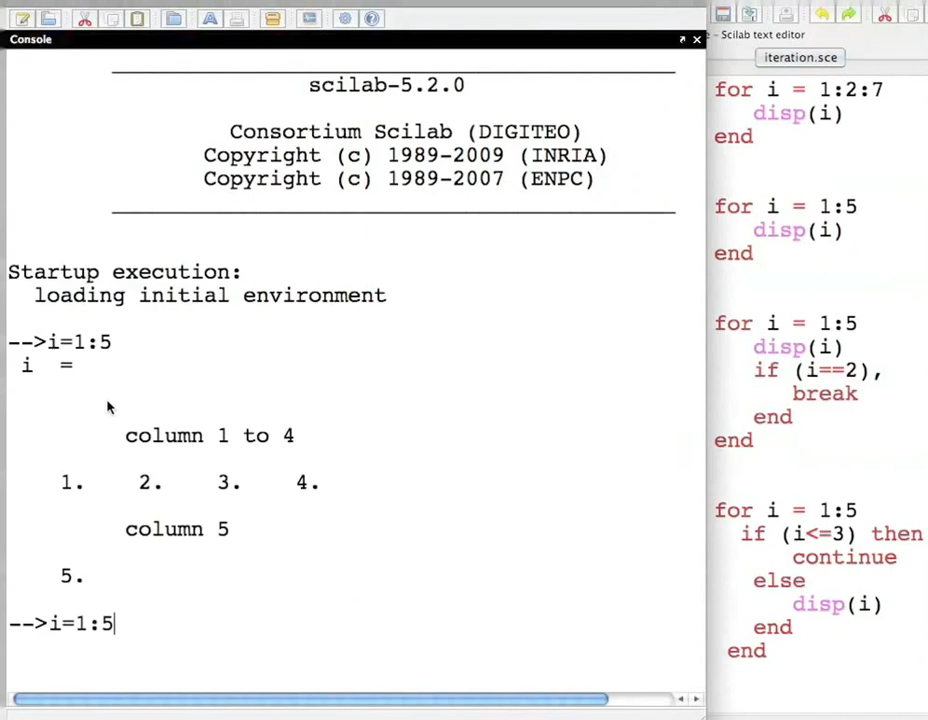 Console
scilab-5.2.0
Consortium Scilab (DIGITEO)
Copyright (c) 1989-2009 (INRIA)
Copyright (c) 1989-2007 (ENPC)
Startup execution:
loading initial environment
-->i=1:5
i =
column 1 to 4
1. 2. 3. 4.
column 5
5.
-->i=1:5
- Scilab text editor
iteration.sce
for i = 1:2:7
disp(i)
end
for i = 1:5
disp(i)
end
for i = 1:5
disp(i)
if (i==2),
break
end
end
for i = 1:5
if (i<=3) then
continue
else
disp(i)
end
end